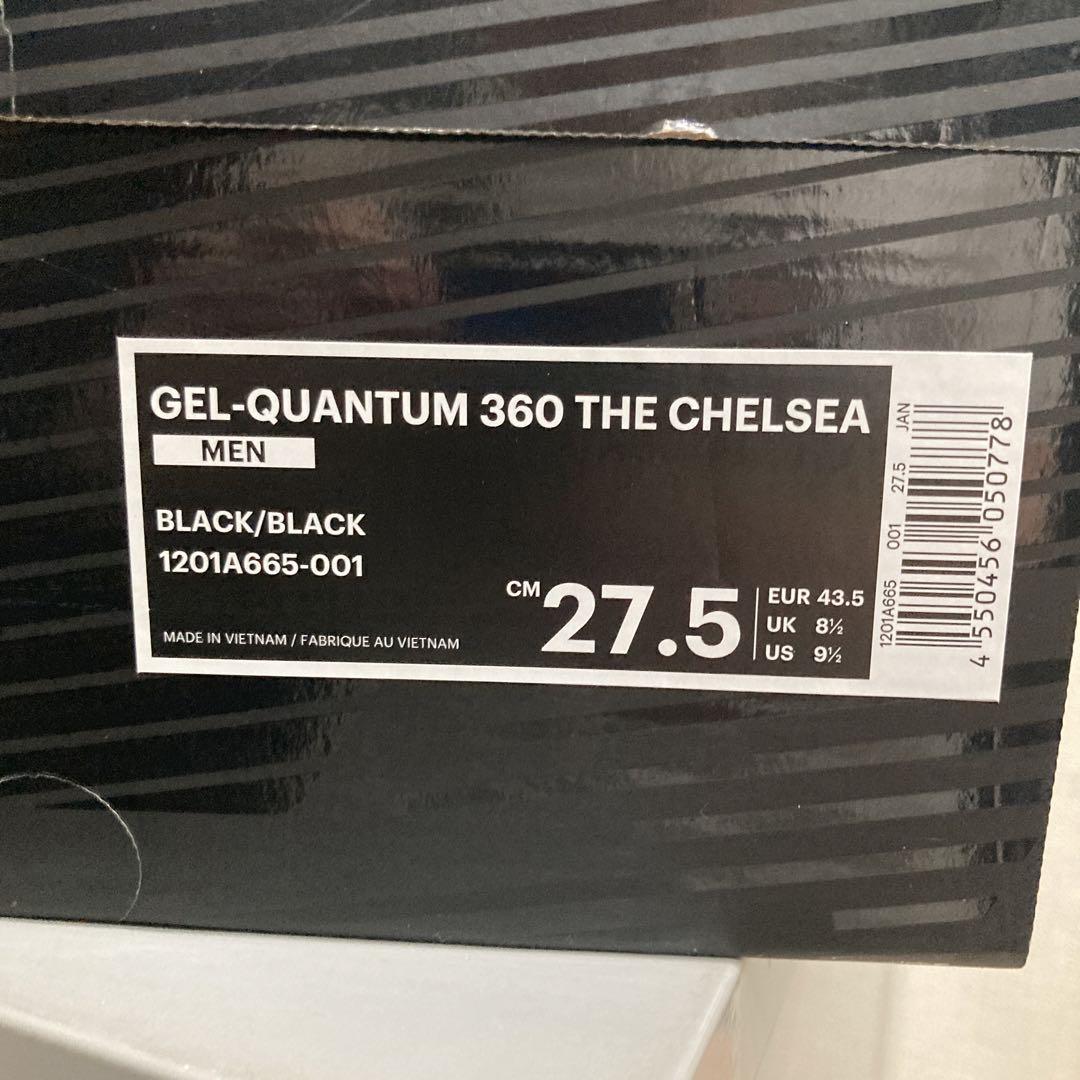 GEL-QUANTUM 360 THE CHELSEA
MEN
BLACK/BLACK
1201A665-001
MADE IN VIETNAM / FABRIQUE AU VIETNAM
CM 27.5
EUR 43.5
UK 8½
US 9½
1201A665 001 27.5 JAN
4 550456 050778